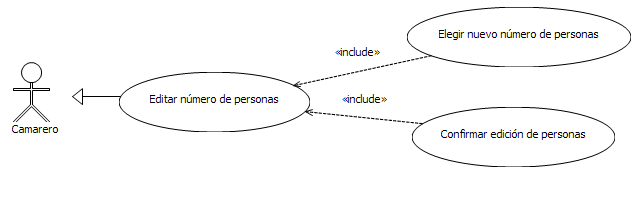 Elegir nuevo número de personas
«include»
Editar número de personas
«include»
Camarero
Confirmar edición de personas